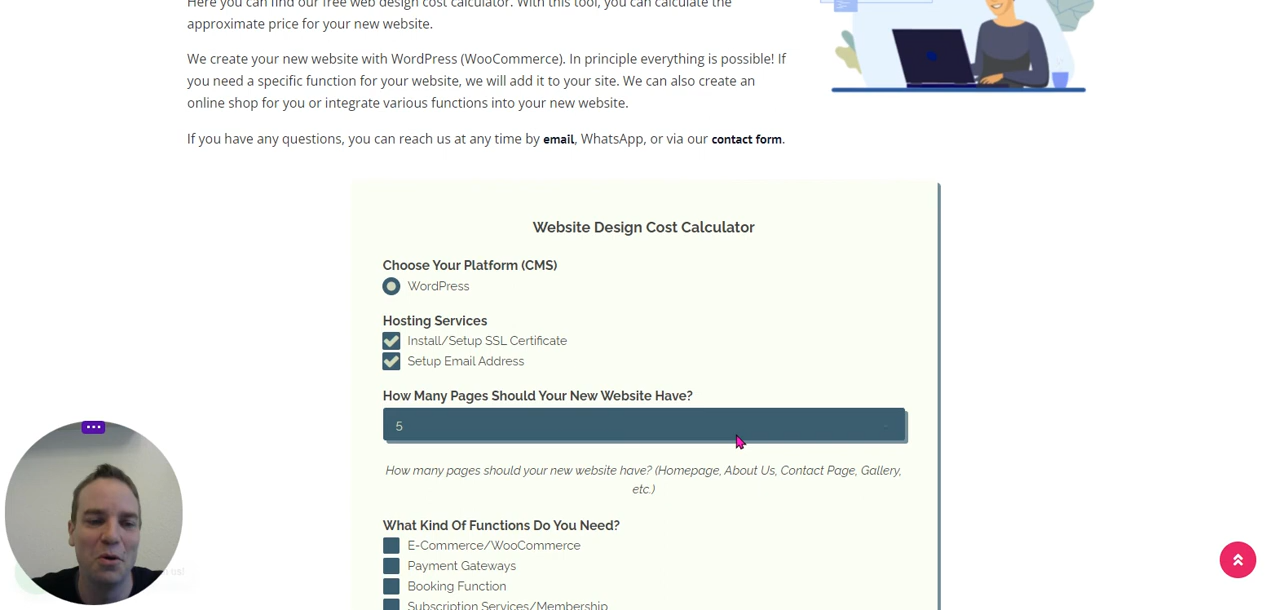 Here you can find our free web design cost calculator. With this tool, you can calculate the
approximate price for your new website.
We create your new website with WordPress (WooCommerce). In principle everything is possible! If
you need a specific function for your website, we will add it to your site. We can also create an
online shop for you or integrate various functions into your new website.
If you have any questions, you can reach us at any time by email, WhatsApp, or via our contact form.
Website Design Cost Calculator
Choose Your Platform (CMS)
WordPress
Hosting Services
Install/Setup SSL Certificate
Setup Email Address
How Many Pages Should Your New Website Have?
5
How many pages should your new website have? (Homepage, About Us, Contact Page, Gallery,
etc.)
What Kind Of Functions Do You Need?
E-Commerce/WooCommerce
Payment Gateways
Booking Function
Subscription Services/Membership